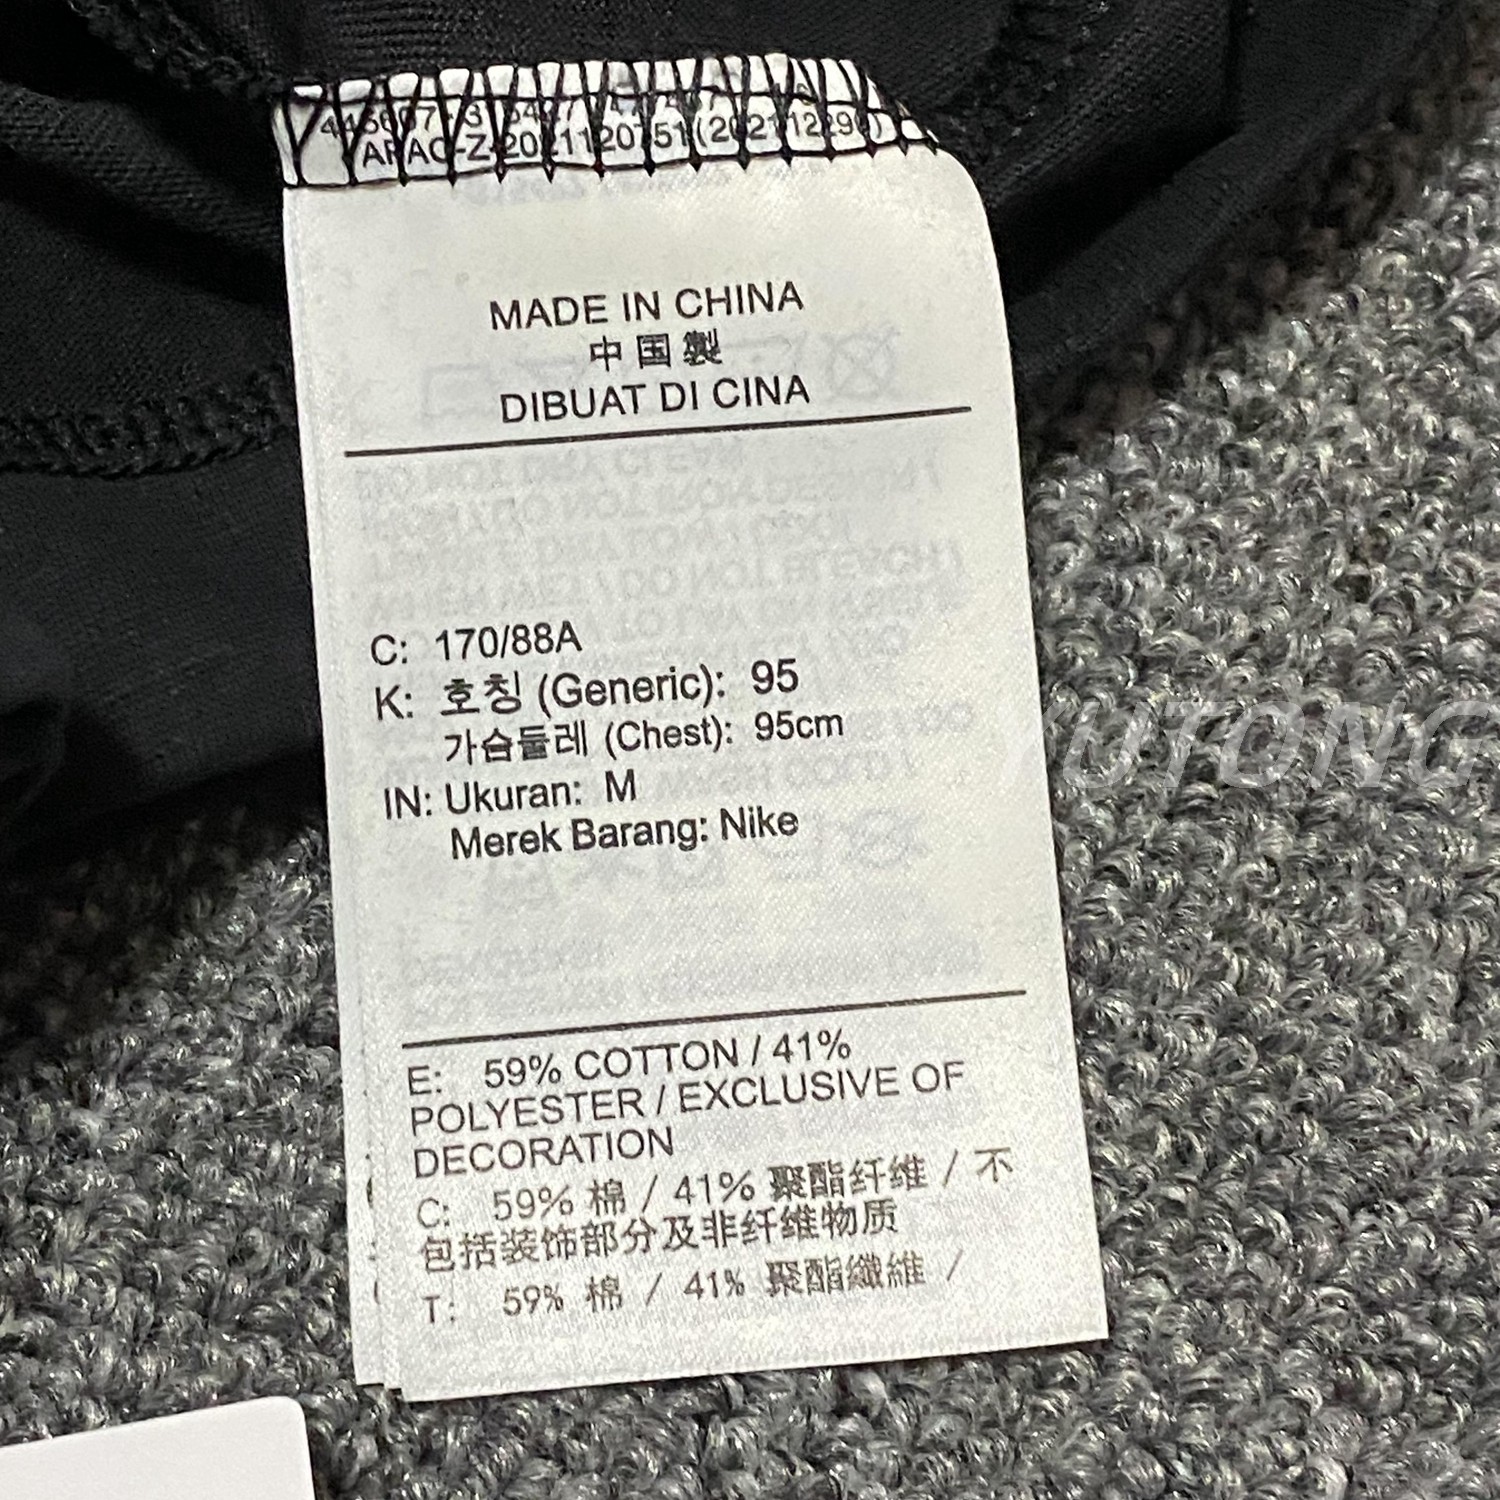 MADE IN CHINA
中国製
DIBUAT DI CINA
C: 170/88A
K: 호칭 (Generic): 95
가슴둘레 (Chest): 95cm
IN: Ukuran: M
Merek Barang: Nike
UTONG
E: 59% COTTON / 41%
POLYESTER / EXCLUSIVE OF
DECORATION
C: 59% 棉 / 41% 聚酯纤维 / 不
包括装饰部分及非纤维物质
T: 59% 棉 / 41% 聚酯纖維 /